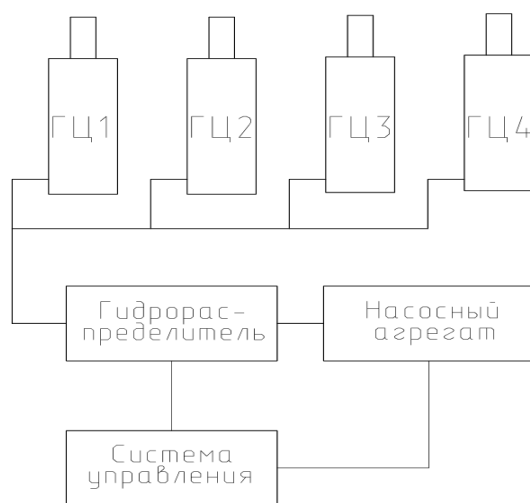 ГЦ1
ГЦ2
ГЦ3
ГЦ4
Гидрорас-
пределитель
Насосный
агрегат
Система
управления